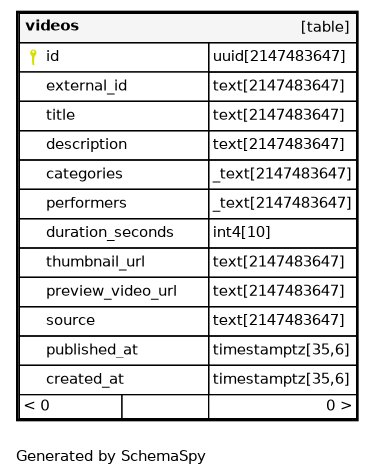 videos [table]
id uuid[2147483647]
external_id text[2147483647]
title text[2147483647]
description text[2147483647]
categories _text[2147483647]
performers _text[2147483647]
duration_seconds int4[10]
thumbnail_url text[2147483647]
preview_video_url text[2147483647]
source text[2147483647]
published_at timestamptz[35,6]
created_at timestamptz[35,6]
< 0 0 >
Generated by SchemaSpy